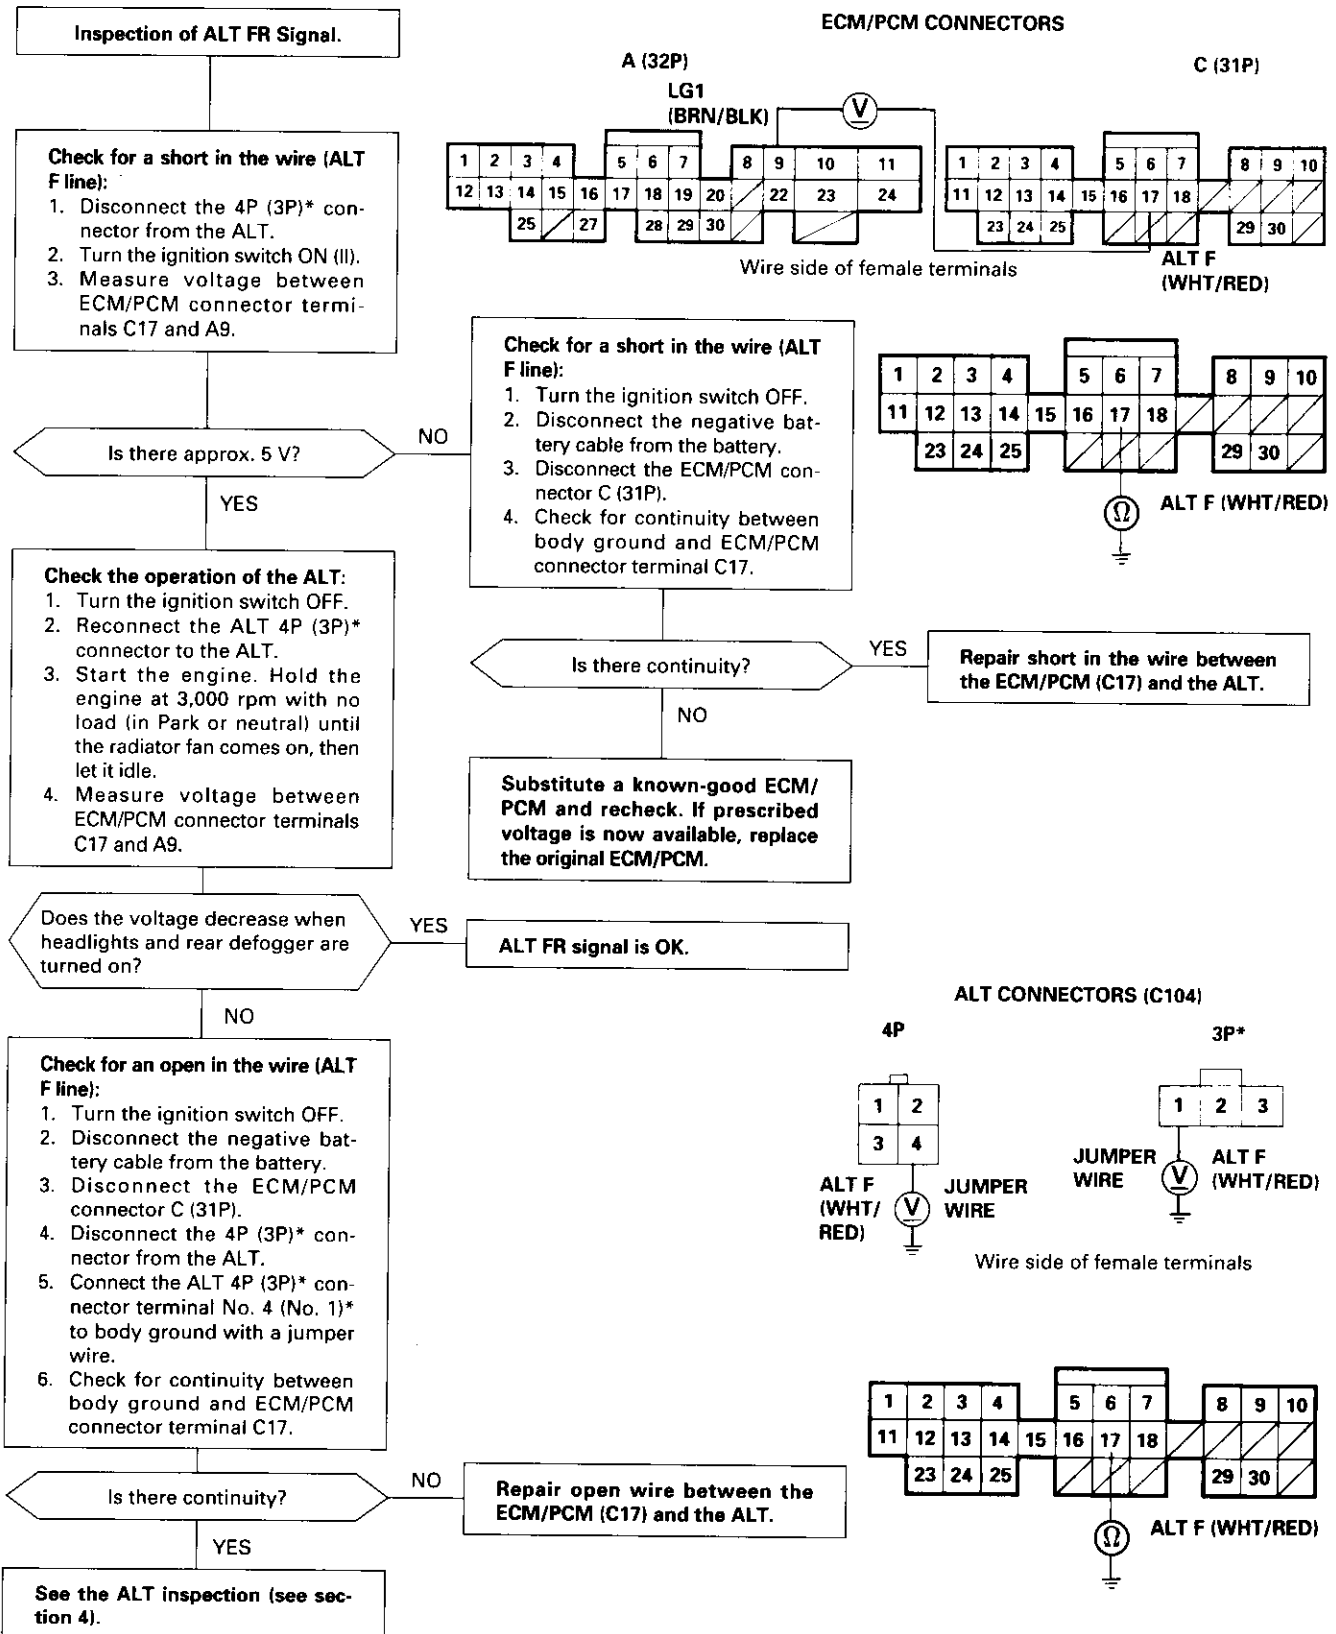 Inspection of ALT FR Signal.
Check for a short in the wire (ALT
F line):
1. Disconnect the 4P (3P)* con-
nector from the ALT.
2. Turn the ignition switch ON (II).
3. Measure voltage between
ECM/PCM connector termi-
nals C17 and A9.
Is there approx. 5 V?
NO
YES
Check the operation of the ALT:
1. Turn the ignition switch OFF.
2. Reconnect the ALT 4P (3P)*
connector to the ALT.
3. Start the engine. Hold the
engine at 3,000 rpm with no
load (in Park or neutral) until
the radiator fan comes on, then
let it idle.
4. Measure voltage between
ECM/PCM connector terminals
C17 and A9.
Does the voltage decrease when
headlights and rear defogger are
turned on?
YES
ALT FR signal is OK.
NO
Check for an open in the wire (ALT
F line):
1. Turn the ignition switch OFF.
2. Disconnect the negative bat-
tery cable from the battery.
3. Disconnect the ECM/PCM
connector C (31P).
4. Disconnect the 4P (3P)* con-
nector from the ALT.
5. Connect the ALT 4P (3P)* con-
nector terminal No. 4 (No. 1)*
to body ground with a jumper
wire.
6. Check for continuity between
body ground and ECM/PCM
connector terminal C17.
Is there continuity?
NO
Repair open wire between the
ECM/PCM (C17) and the ALT.
YES
See the ALT inspection (see sec-
tion 4).
Check for a short in the wire (ALT
F line):
1. Turn the ignition switch OFF.
2. Disconnect the negative bat-
tery cable from the battery.
3. Disconnect the ECM/PCM con-
nector C (31P).
4. Check for continuity between
body ground and ECM/PCM
connector terminal C17.
Is there continuity?
YES
Repair short in the wire between
the ECM/PCM (C17) and the ALT.
NO
Substitute a known-good ECM/
PCM and recheck. If prescribed
voltage is now available, replace
the original ECM/PCM.
ECM/PCM CONNECTORS
A (32P)
C (31P)
LG1
(BRN/BLK)
V
1 2 3 4 5 6 7 8 9 10 11
12 13 14 15 16 17 18 19 20 22 23 24
25 27 28 29 30
1 2 3 4 5 6 7 8 9 10
11 12 13 14 15 16 17 18
23 24 25 29 30
Wire side of female terminals
ALT F
(WHT/RED)
1 2 3 4 5 6 7 8 9 10
11 12 13 14 15 16 17 18
23 24 25 29 30
Ω
ALT F (WHT/RED)
ALT CONNECTORS (C104)
4P
3P*
1 2
3 4
1 2 3
ALT F
(WHT/
RED)
V
JUMPER
WIRE
JUMPER
WIRE
V
ALT F
(WHT/RED)
Wire side of female terminals
1 2 3 4 5 6 7 8 9 10
11 12 13 14 15 16 17 18
23 24 25 29 30
Ω
ALT F (WHT/RED)